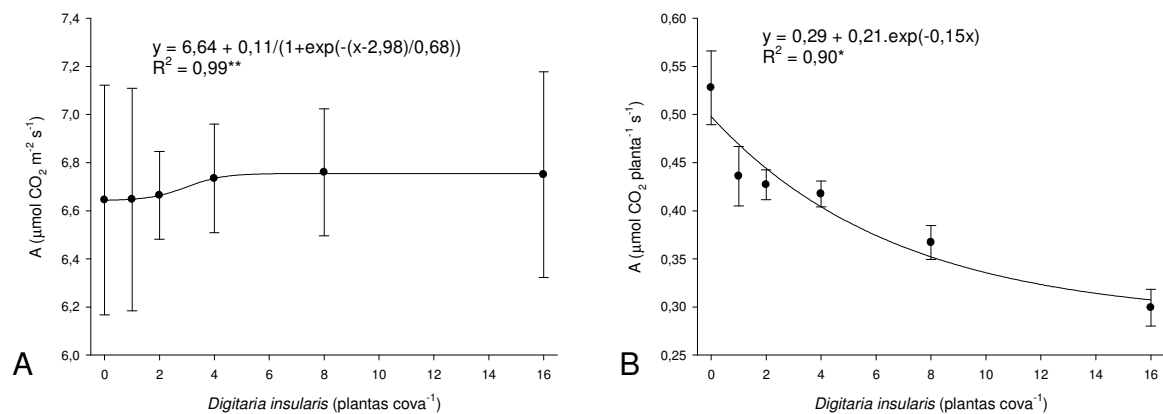 7,4
7,2
7,0
6,8
6,6
6,4
6,2
6,0
A (μmol CO₂ m⁻² s⁻¹)
y = 6,64 + 0,11/(1+exp(-(x-2,98)/0,68))
R² = 0,99**
0 2 4 6 8 10 12 14 16
Digitaria insularis (plantas cova⁻¹)
A
0,60
0,55
0,50
0,45
0,40
0,35
0,30
0,25
A (μmol CO₂ planta⁻¹ s⁻¹)
y = 0,29 + 0,21.exp(-0,15x)
R² = 0,90*
0 2 4 6 8 10 12 14 16
Digitaria insularis (plantas cova⁻¹)
B